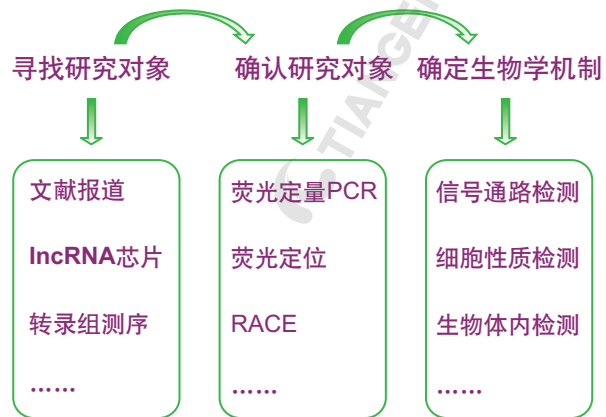 寻找研究对象
确认研究对象
确定生物学机制
文献报道
lncRNA芯片
转录组测序
……
荧光定量PCR
荧光定位
RACE
……
信号通路检测
细胞性质检测
生物体内检测
……
TIANGEN